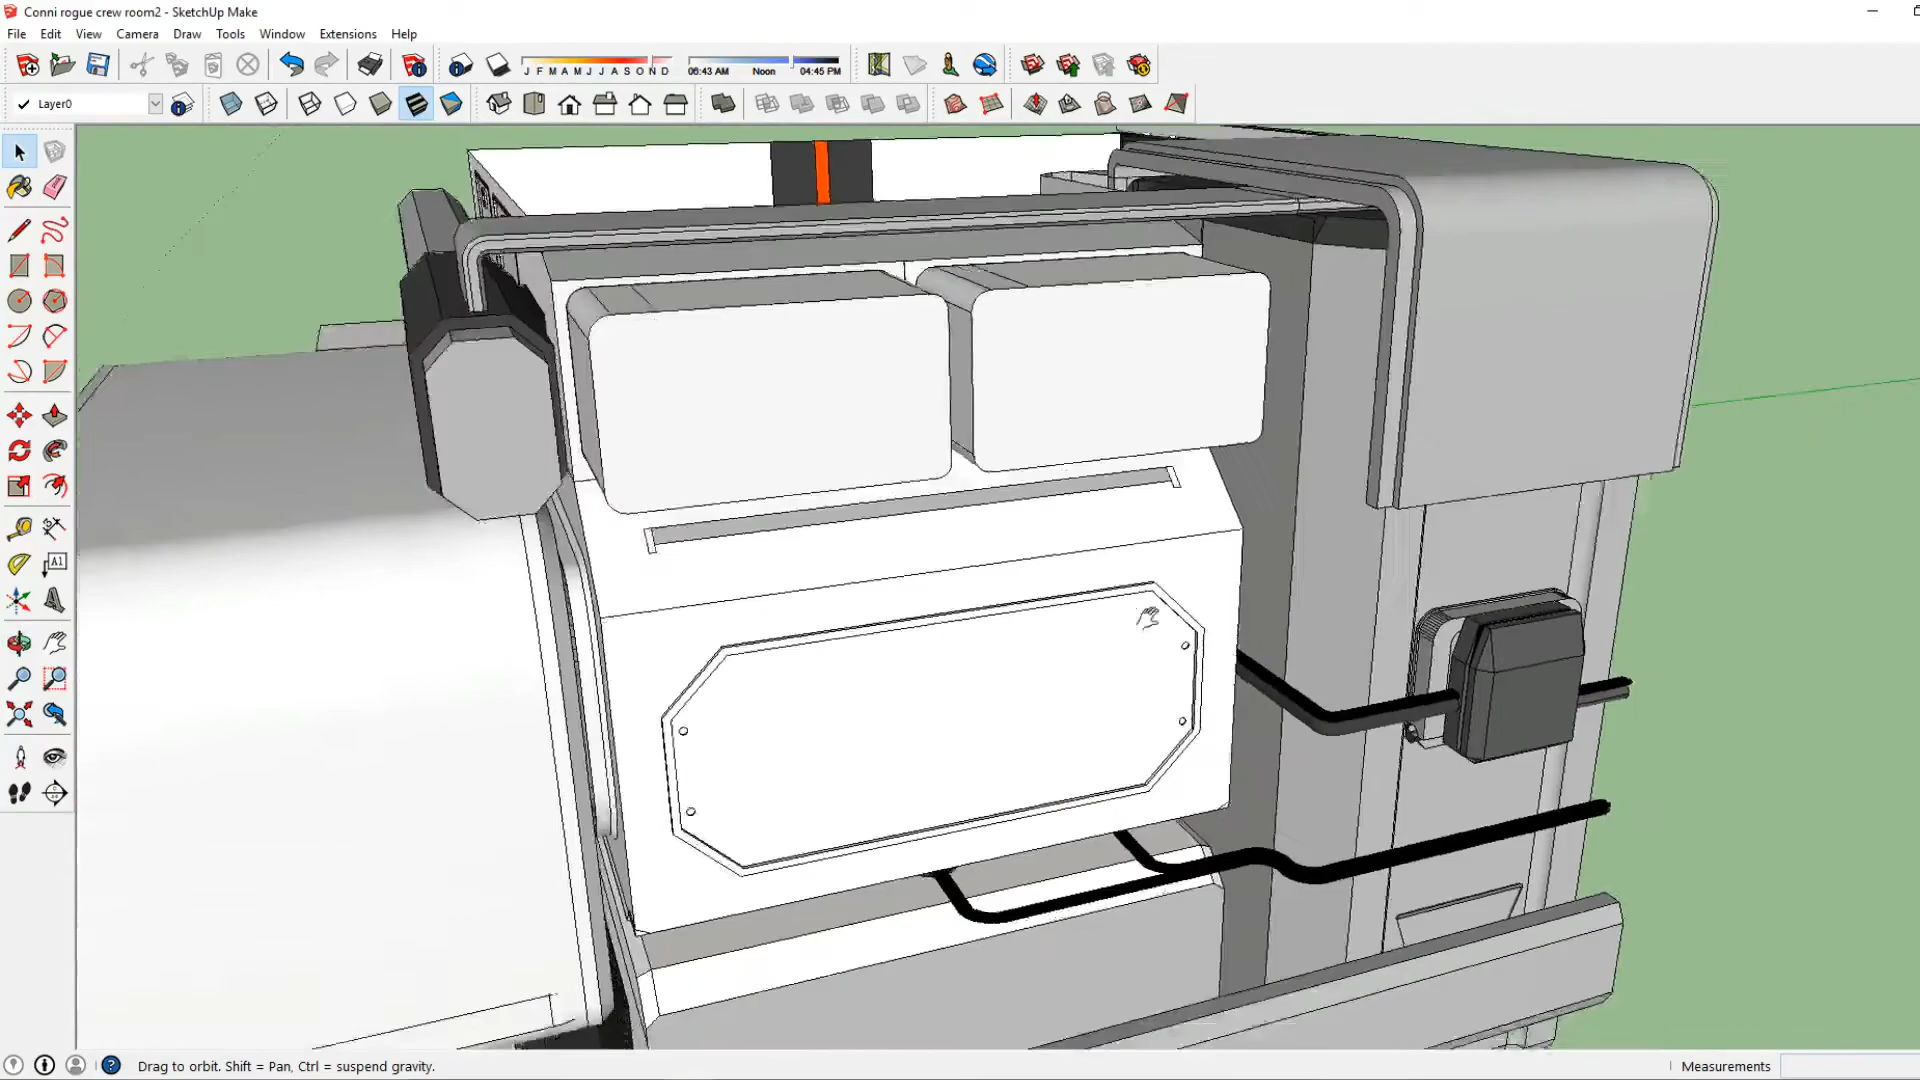 Conni rogue crew room2 - SketchUp Make
File Edit View Camera Draw Tools Window Extensions Help
J F M A M J J A S O N D 06:43 AM Noon 04:45 PM
Layer0
A1
Drag to orbit. Shift = Pan, Ctrl = suspend gravity.
Measurements